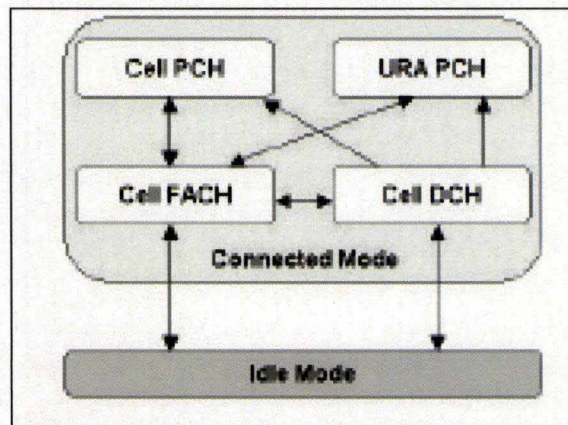 Cell PCH
URA PCH
Cell FACH
Cell DCH
Connected Mode
Idle Mode